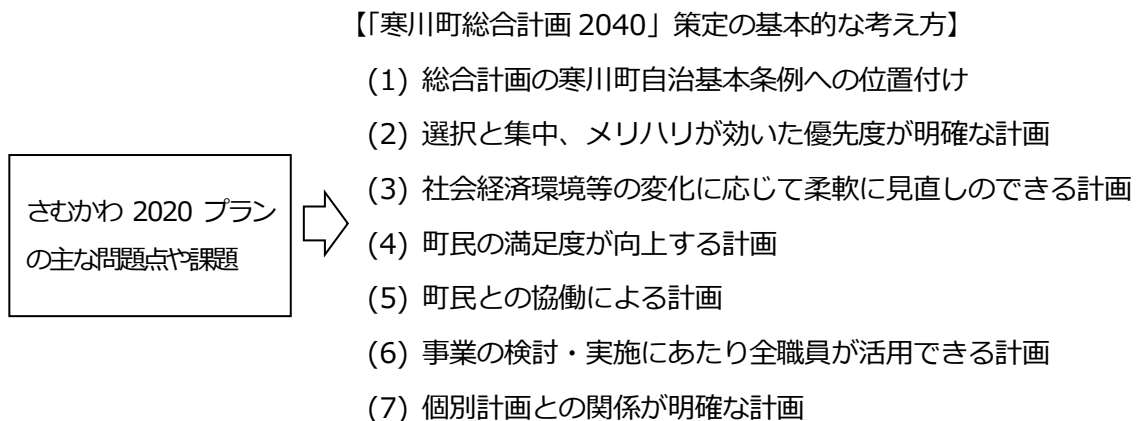 【「寒川町総合計画 2040」策定の基本的な考え方】
(1) 総合計画の寒川町自治基本条例への位置付け
(2) 選択と集中、メリハリが効いた優先度が明確な計画
(3) 社会経済環境等の変化に応じて柔軟に見直しのできる計画
(4) 町民の満足度が向上する計画
(5) 町民との協働による計画
(6) 事業の検討・実施にあたり全職員が活用できる計画
(7) 個別計画との関係が明確な計画
さむかわ 2020 プラン
の主な問題点や課題